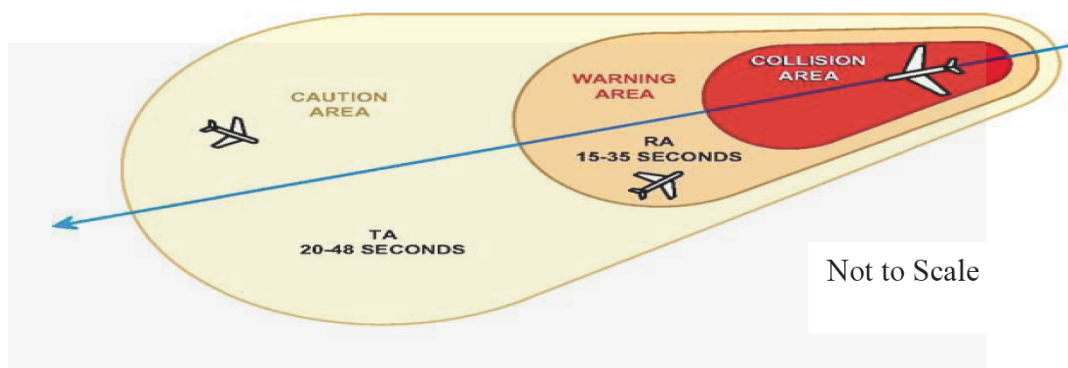 COLLISION
AREA
WARNING
AREA
CAUTION
AREA
RA
15-35 SECONDS
TA
20-48 SECONDS
Not to Scale